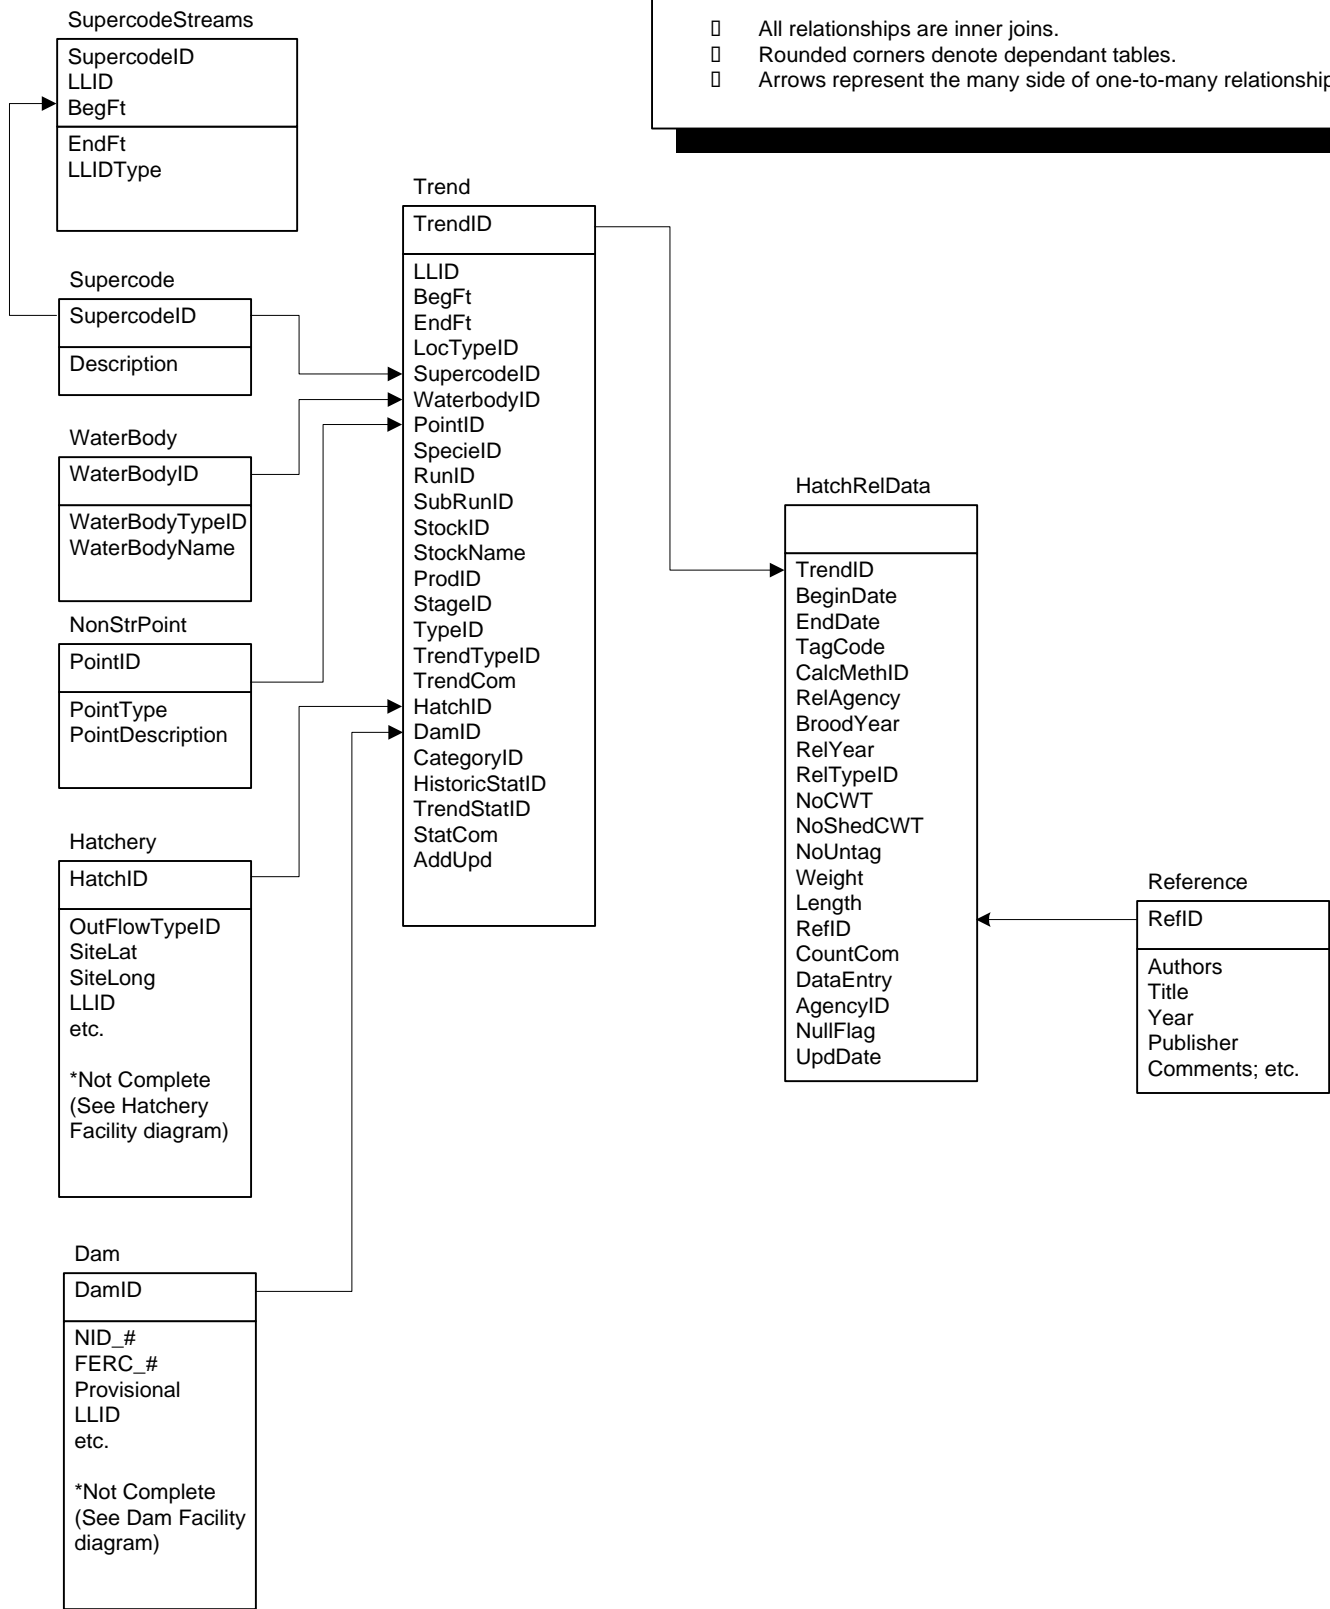 SupercodeStreams
SupercodeID
LLID
BegFt
EndFt
LLIDType
All relationships are inner joins.
Rounded corners denote dependant tables.
Arrows represent the many side of one-to-many relationship
Supercode
SupercodeID
Description
WaterBody
WaterBodyID
WaterBodyTypeID
WaterBodyName
NonStrPoint
PointID
PointType
PointDescription
Hatchery
HatchID
OutFlowTypeID
SiteLat
SiteLong
LLID
etc.
*Not Complete
(See Hatchery
Facility diagram)
Dam
DamID
NID_#
FERC_#
Provisional
LLID
etc.
*Not Complete
(See Dam Facility
diagram)
Trend
TrendID
LLID
BegFt
EndFt
LocTypeID
SupercodeID
WaterbodyID
PointID
SpecieID
RunID
SubRunID
StockID
StockName
ProdID
StageID
TypeID
TrendTypeID
TrendCom
HatchID
DamID
CategoryID
HistoricStatID
TrendStatID
StatCom
AddUpd
HatchRelData
TrendID
BeginDate
EndDate
TagCode
CalcMethID
RelAgency
BroodYear
RelYear
RelTypeID
NoCWT
NoShedCWT
NoUntag
Weight
Length
RefID
CountCom
DataEntry
AgencyID
NullFlag
UpdDate
Reference
RefID
Authors
Title
Year
Publisher
Comments; etc.